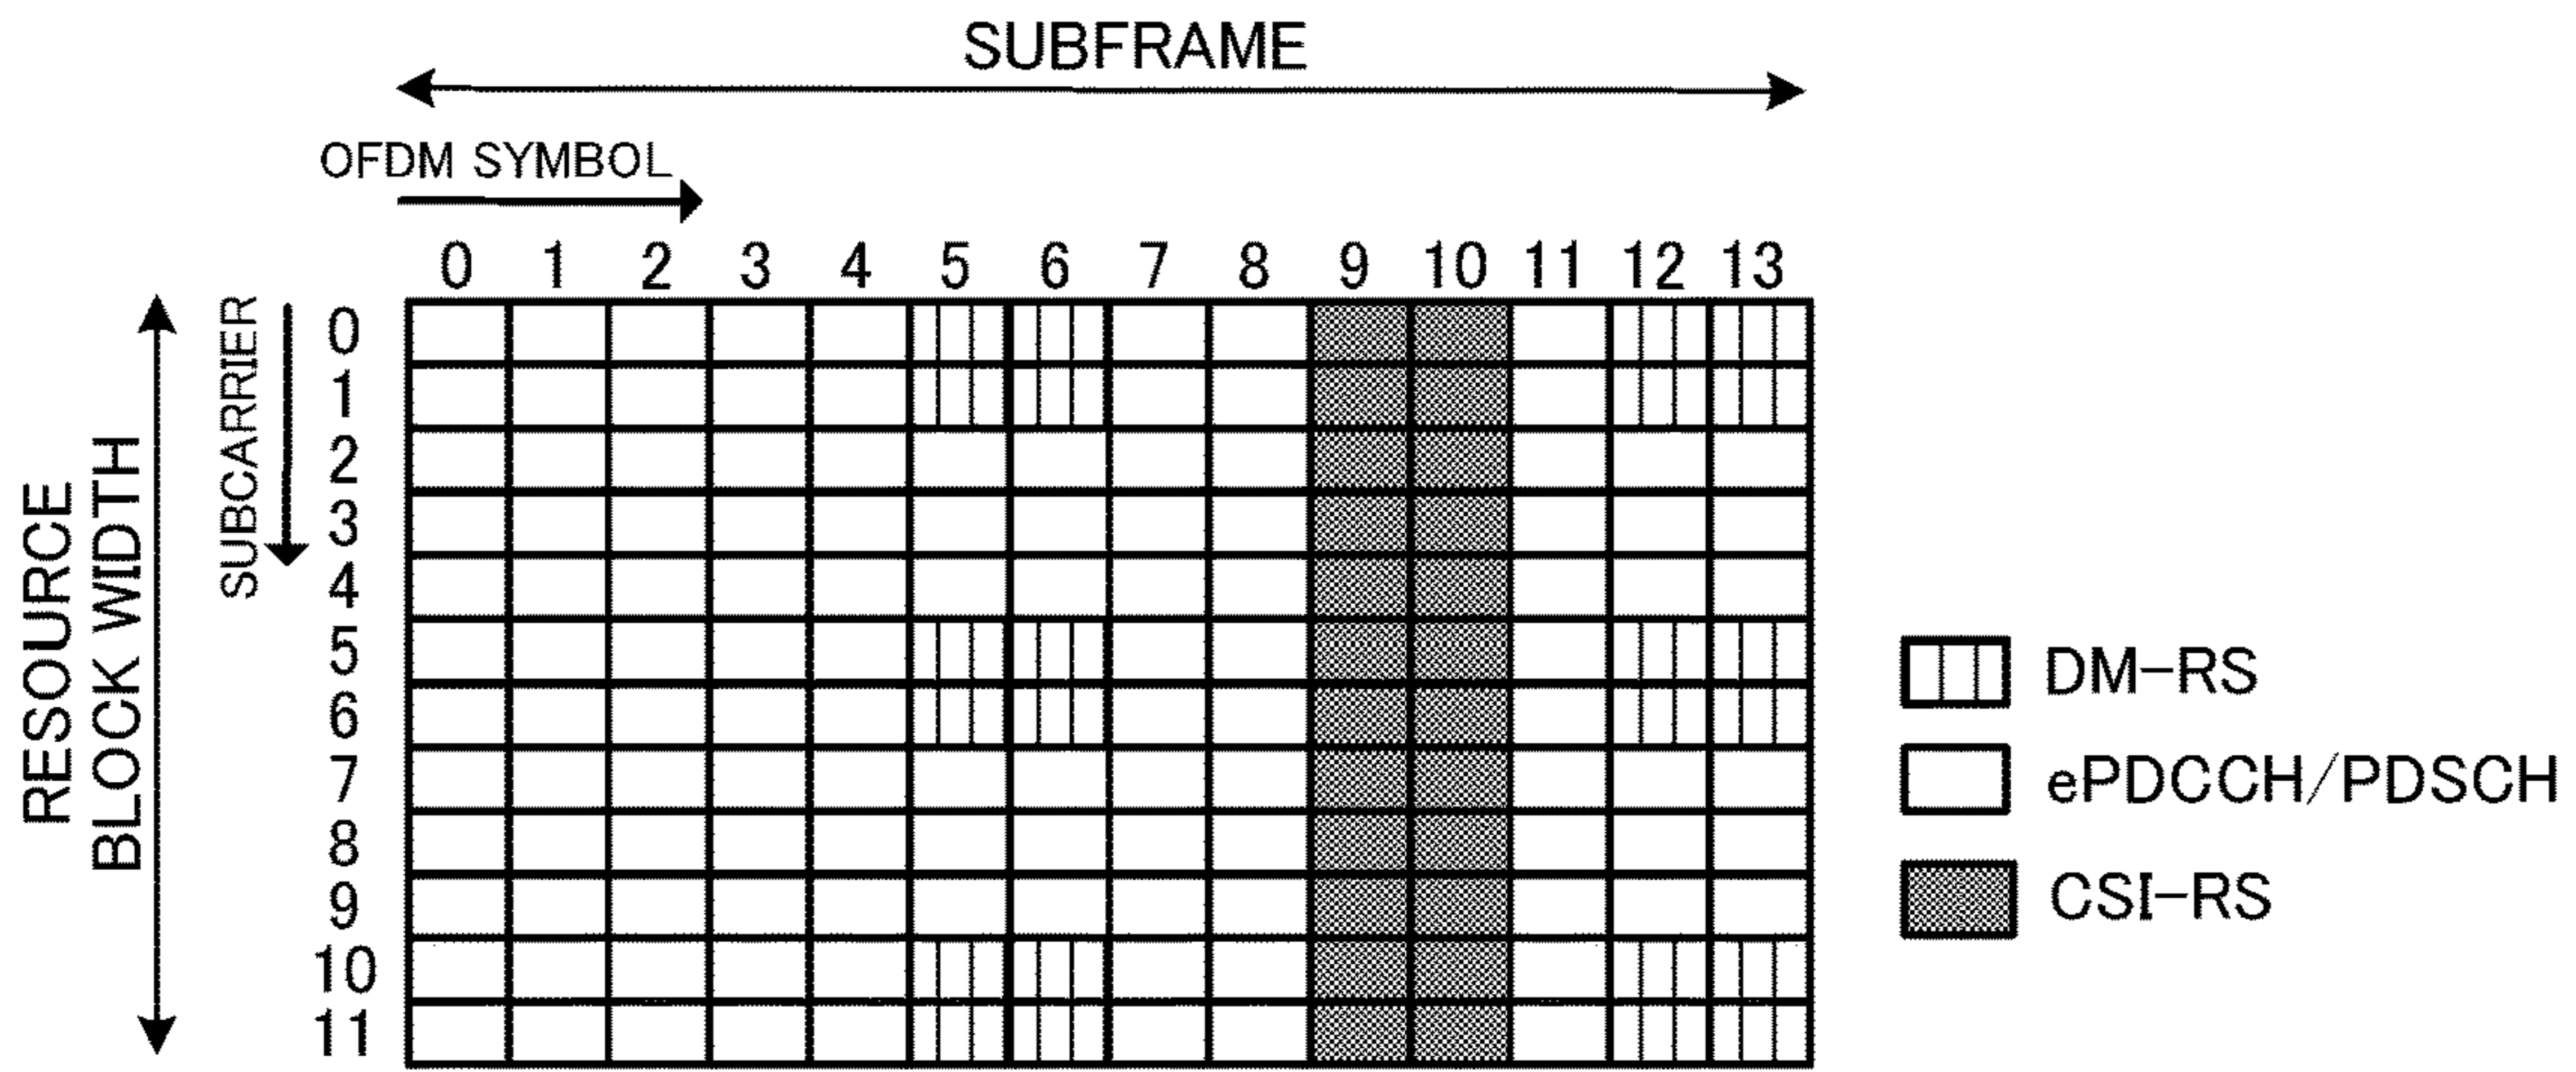 SUBFRAME
OFDM SYMBOL
0 1 2 3 4 5 6 7 8 9 10 11 12 13
RESOURCE
BLOCK WIDTH
SUBCARRIER
0
1
2
3
4
5
6
7
8
9
10
11
DM-RS
ePDCCH/PDSCH
CSI-RS